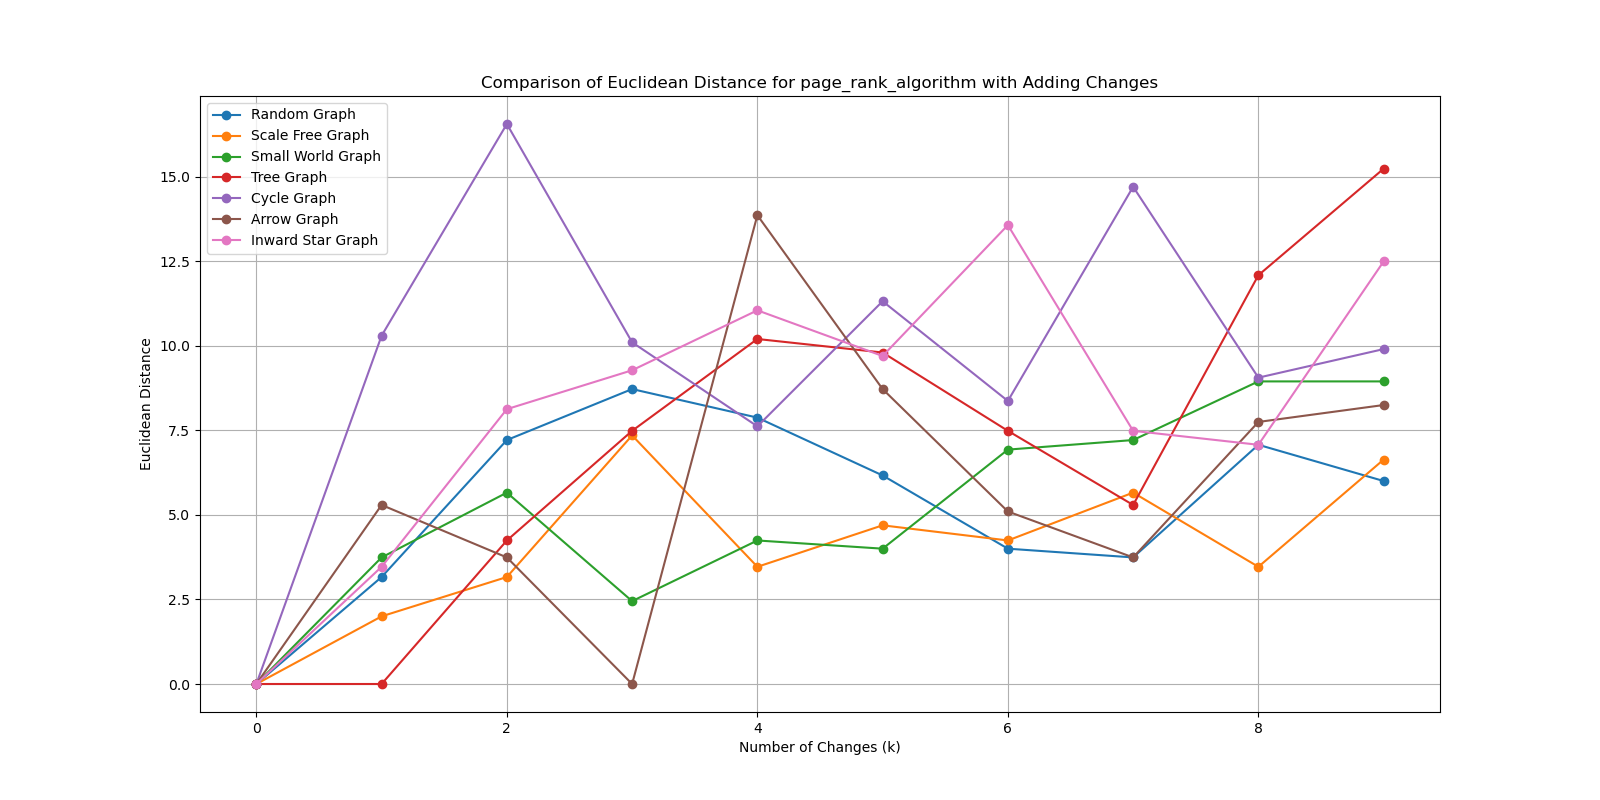 Comparison of Euclidean Distance for page_rank_algorithm with Adding Changes
Random Graph
Scale Free Graph
Small World Graph
Tree Graph
Cycle Graph
Arrow Graph
Inward Star Graph
15.0
12.5
10.0
7.5
5.0
2.5
0.0
Euclidean Distance
0 2 4 6 8
Number of Changes (k)